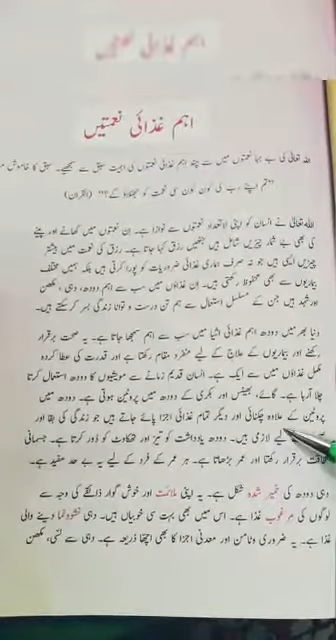 اہم غذائی نعمتیں
اہم غذائی نعمتیں
اللہ تعالیٰ کی بے بہا نعمتوں میں سے چند اہم غذائی نعمتوں کی اہمیت سبق سے سمجھیے۔ سبق کا خاموش
"تم اپنے رب کی کون کون سی نعمت کو جھٹلاؤ گے؟" (القرآن)
اللہ تعالیٰ نے انسان کو اپنی لاتعداد نعمتوں سے نوازا ہے۔ اِن نعمتوں میں کھانے اور پینے
کی بھی بے شمار چیزیں شامل ہیں جنھیں رزق کہا جاتا ہے۔ رزق کی نعمت میں بیشتر
چیزیں ایسی ہیں جو نہ صرف ہماری غذائی ضروریات کو پورا کرتی ہیں بلکہ ہمیں مختلف
بیماریوں سے بھی محفوظ رکھتی ہیں۔ اِن غذاؤں میں سب سے اہم دودھ، دہی، مکھن
اور شہد ہیں جن کے مسلسل استعمال سے ہم تن درست و توانا زندگی بسر کر سکتے ہیں۔
دنیا بھر میں دودھ اہم غذائی اشیا میں سب سے اہم سمجھا جاتا ہے۔ یہ صحت برقرار
رکھنے اور بیماریوں کے علاج کے لیے منفرد مقام رکھتا ہے اور قدرت کی عطا کردہ
مکمل غذاؤں میں سے ایک ہے۔ انسان قدیم زمانے سے مویشیوں کا دودھ استعمال کرتا
چلا آ رہا ہے۔ گائے، بھینس اور بکری کے دودھ میں پروٹین ہوتی ہے۔ دودھ میں
پروٹین کے علاوہ چکنائی اور دیگر تمام غذائی اجزا پائے جاتے ہیں جو زندگی کی بقا اور
کے لیے لازمی ہیں۔ دودھ یادداشت کو تیز اور تھکاوٹ کو دُور کرتا ہے۔ جسمانی
طاقت برقرار رکھتا اور عمر بڑھاتا ہے۔ ہر عمر کے فرد کے لیے یہ بے حد مفید ہے۔
دہی دودھ کی خمیر شدہ شکل ہے۔ یہ اپنی ملائمت اور خوش گوار ذائقے کی وجہ سے
لوگوں کی مرغوب غذا ہے۔ اس میں بھی بہت سی خوبیاں ہیں۔ دہی نشوونما دینے والی
غذا ہے۔ یہ ضروری وٹامن اور معدنی اجزا کا بھی اچھا ذریعہ ہے۔ دہی سے لسّی، مکھن